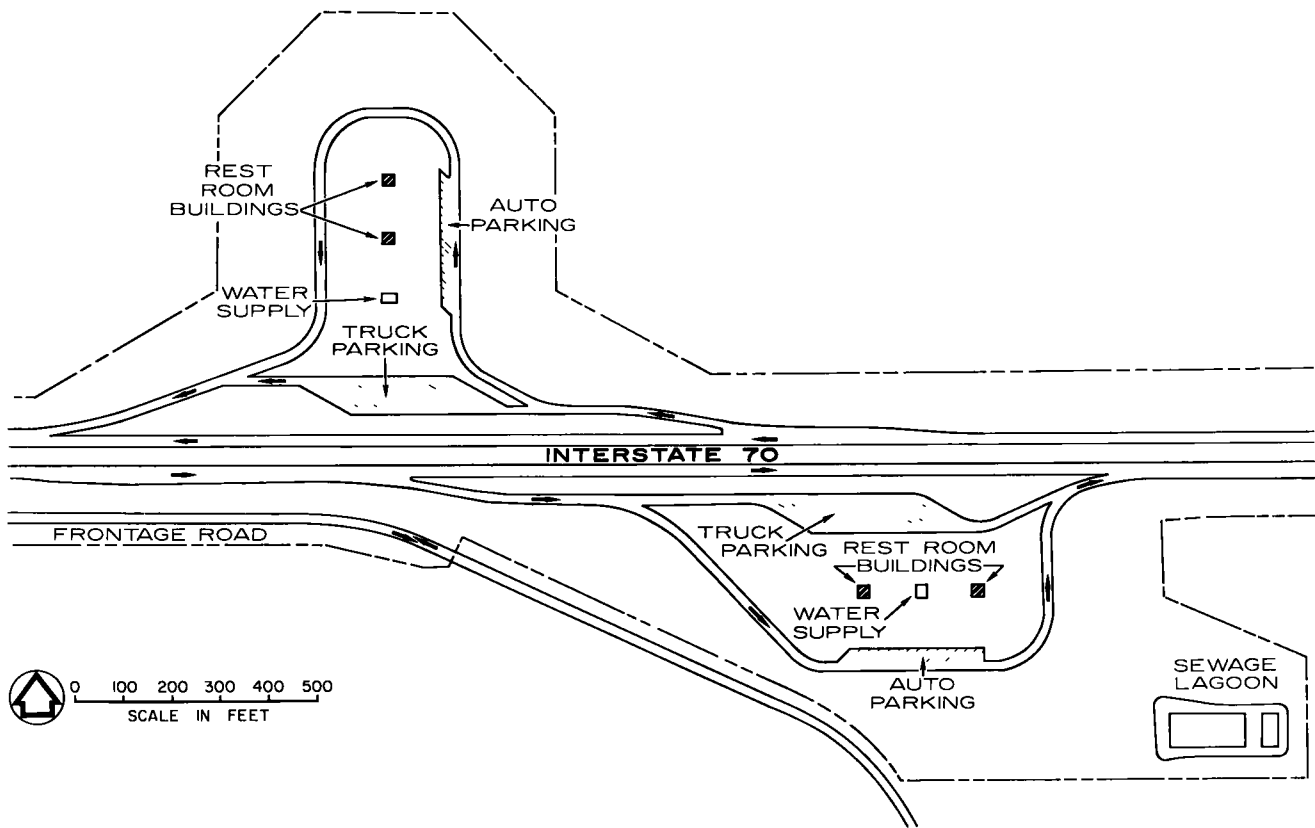 REST
ROOM
BUILDINGS
AUTO
PARKING
WATER
SUPPLY
TRUCK
PARKING
INTERSTATE 70
FRONTAGE ROAD
TRUCK
PARKING
REST ROOM
BUILDINGS
WATER
SUPPLY
AUTO
PARKING
SEWAGE
LAGOON
0 100 200 300 400 500
SCALE IN FEET